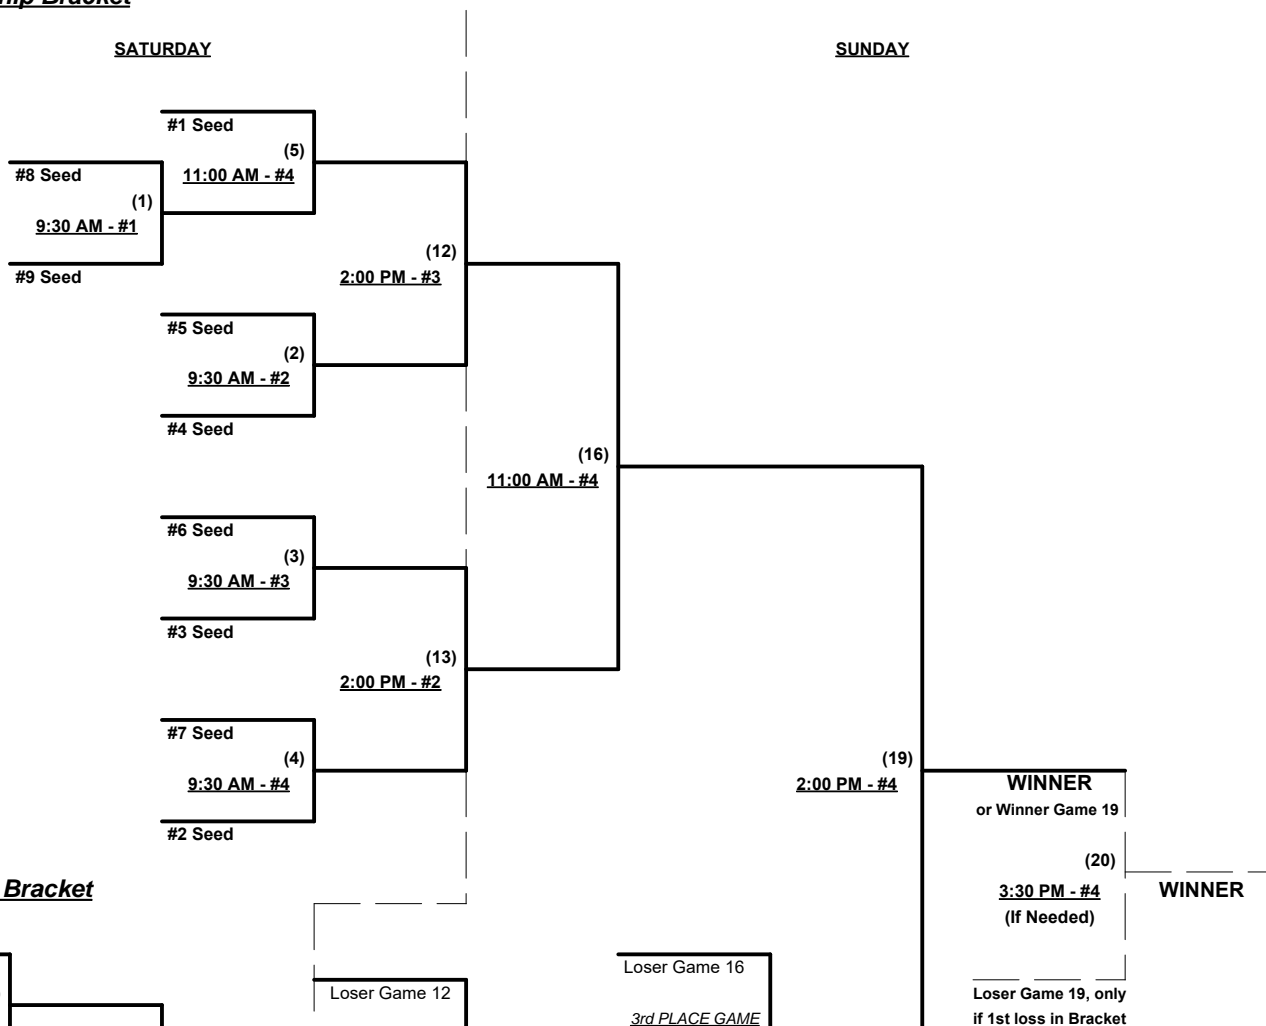 Bracket
SATURDAY
SUNDAY
#1 Seed
(5)
11:00 AM - #4
#8 Seed
(1)
9:30 AM - #1
#9 Seed
(12)
2:00 PM - #3
#5 Seed
(2)
9:30 AM - #2
#4 Seed
(16)
11:00 AM - #4
#6 Seed
(3)
9:30 AM - #3
#3 Seed
(13)
2:00 PM - #2
#7 Seed
(4)
9:30 AM - #4
#2 Seed
(19)
2:00 PM - #4
WINNER
or Winner Game 19
(20)
3:30 PM - #4
(If Needed)
WINNER
Bracket
Loser Game 12
Loser Game 16
3rd PLACE GAME
Loser Game 19, only
if 1st loss in Bracket